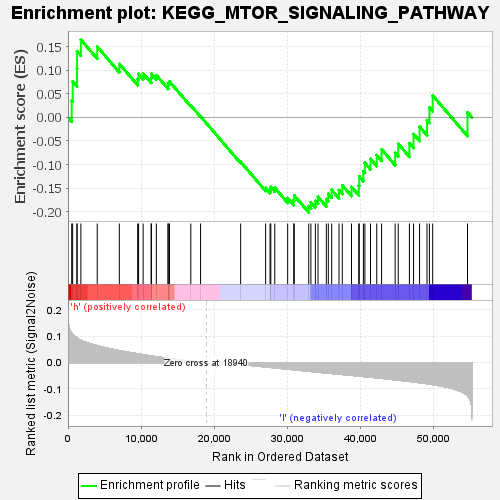 Enrichment plot: KEGG_MTOR_SIGNALING_PATHWAY
Enrichment score (ES)
0.15
0.10
0.05
0.00
-0.05
-0.10
-0.15
-0.20
Ranked list metric (Signal2Noise)
'h' (positively correlated)
0.2
0.1
0.0
-0.1
-0.2
Zero cross at 18940
'l' (negatively correlated)
0 10,000 20,000 30,000 40,000 50,000
Rank in Ordered Dataset
Enrichment profile Hits Ranking metric scores